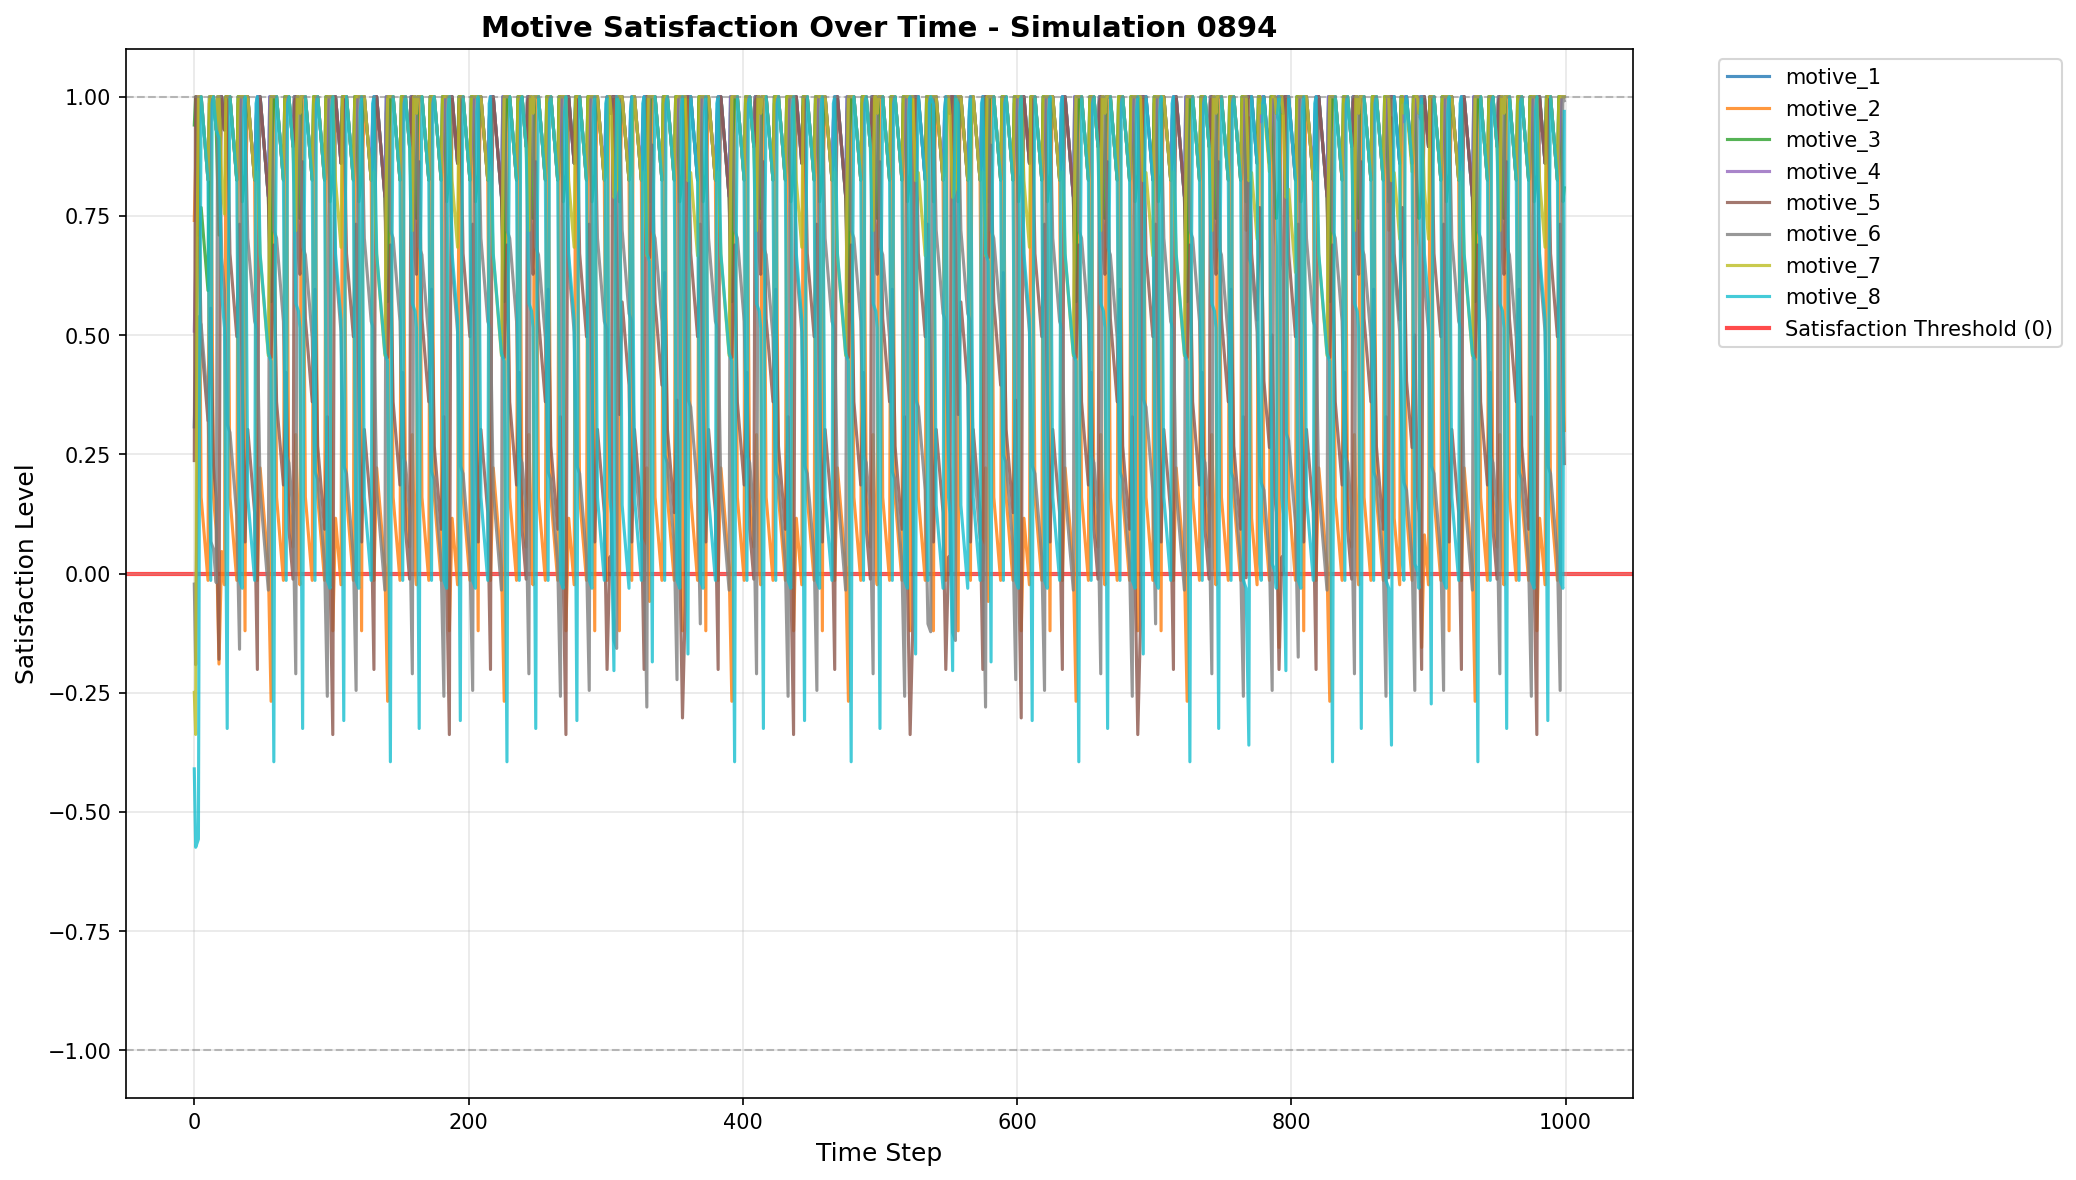 Motive Satisfaction Over Time - Simulation 0894
1.00
0.75
0.50
0.25
0.00
−0.25
−0.50
−0.75
−1.00
Satisfaction Level
0 200 400 600 800 1000
Time Step
motive_1
motive_2
motive_3
motive_4
motive_5
motive_6
motive_7
motive_8
Satisfaction Threshold (0)